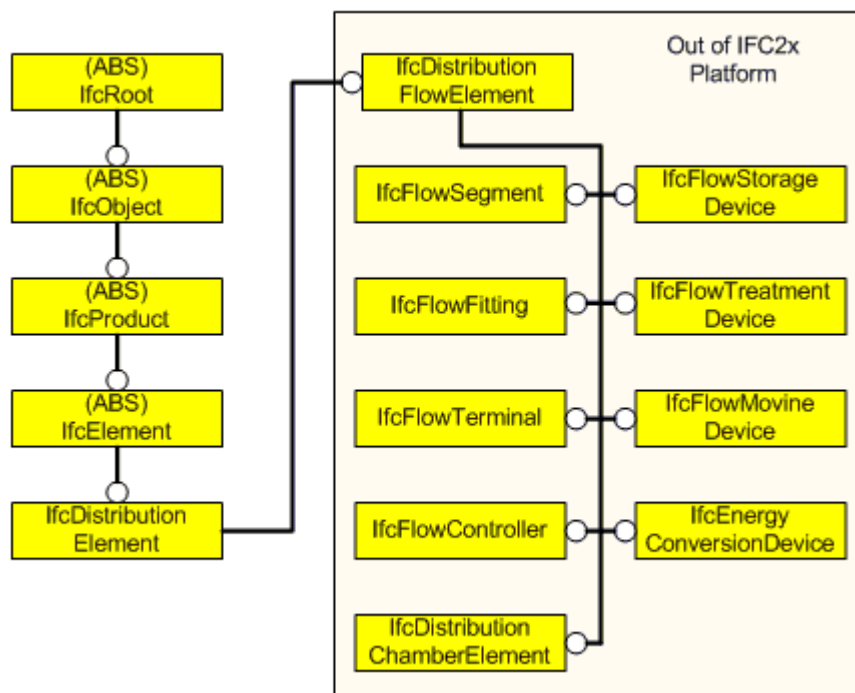 (ABS)
IfcRoot
(ABS)
IfcObject
(ABS)
IfcProduct
(ABS)
IfcElement
IfcDistribution
Element
Out of IFC2x
Platform
IfcDistribution
FlowElement
IfcFlowSegment
IfcFlowStorage
Device
IfcFlowFitting
IfcFlowTreatment
Device
IfcFlowTerminal
IfcFlowMovine
Device
IfcFlowController
IfcEnergy
ConversionDevice
IfcDistribution
ChamberElement